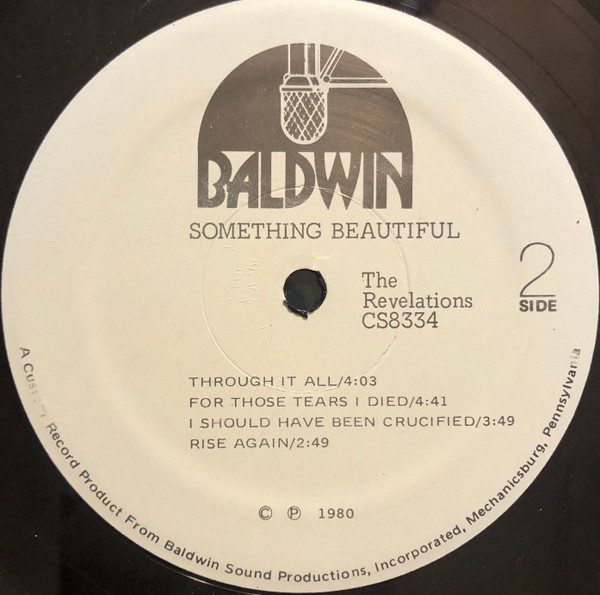 BALDWIN
SOMETHING BEAUTIFUL
2
SIDE
The
Revelations
CS8334
THROUGH IT ALL/4:03
FOR THOSE TEARS I DIED/4:41
I SHOULD HAVE BEEN CRUCIFIED/3:49
RISE AGAIN/2:49
© ℗ 1980
A Custom Record Product From Baldwin Sound Productions, Incorporated, Mechanicsburg, Pennsylvania